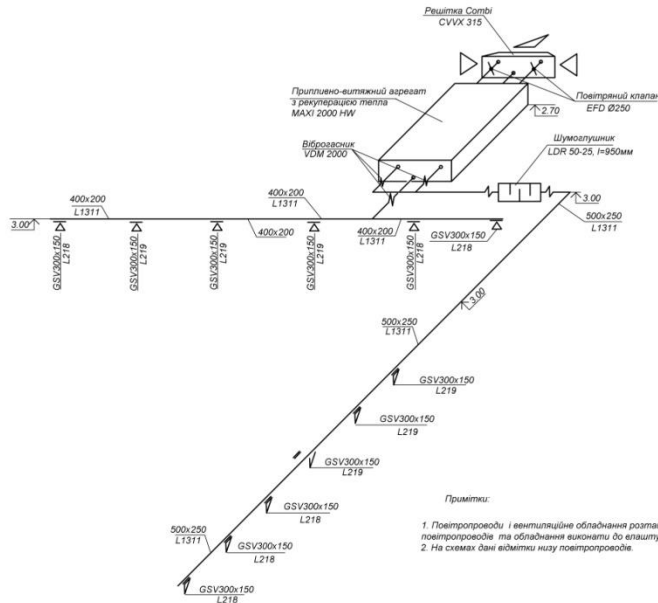 Решітка Combi
CVVX 315
Припливно-витяжний агрегат
з рекуперацією тепла
MAXI 2000 HW
Повітряний клапан
EFD Ø250
2.70
Віброгасник
VDM 2000
Шумоглушник
LDR 50-25, l=950мм
400x200
L1311
400x200
L1311
3.00
500x250
L1311
3.00
400x200
400x200
L1311
GSV300x150
L218
GSV300x150
L218
GSV300x150
L219
GSV300x150
L219
GSV300x150
L219
GSV300x150
L218
3.00
500x250
L1311
GSV300x150
L219
GSV300x150
L219
GSV300x150
L219
GSV300x150
L218
500x250
L1311
GSV300x150
L218
GSV300x150
L218
Примітки:
1. Повітропроводи і вентиляційне обладнання
повітропроводів та обладнання виконати до
2. На схемах дані відмітки низу повітропроводів.